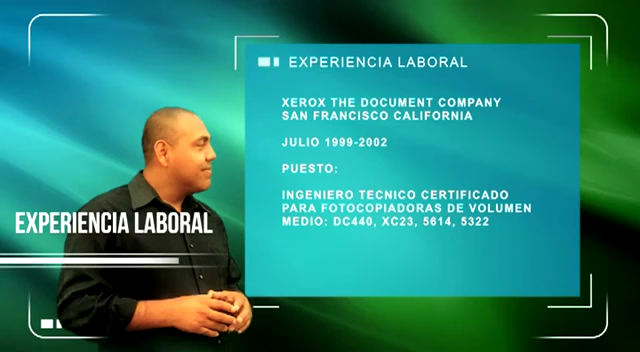 EXPERIENCIA LABORAL
XEROX THE DOCUMENT COMPANY
SAN FRANCISCO CALIFORNIA
JULIO 1999-2002
PUESTO:
INGENIERO TECNICO CERTIFICADO
PARA FOTOCOPIADORAS DE VOLUMEN
MEDIO: DC440, XC23, 5614, 5322
EXPERIENCIA LABORAL